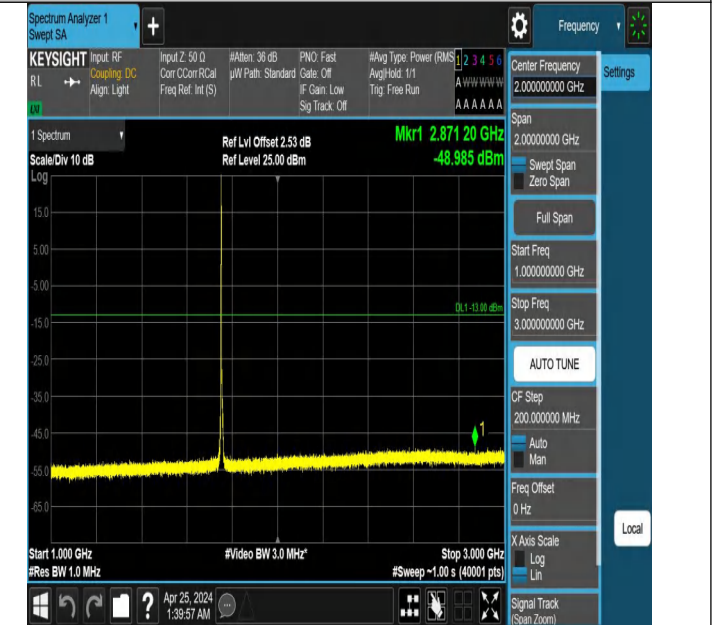 Spectrum Analyzer 1
Swept SA
+
Frequency
KEYSIGHT
RL
Input: RF
Coupling: DC
Align: Light
Input Z: 50 Ω
Corr CCorr RCal
Freq Ref: Int (S)
#Atten: 36 dB
µW Path: Standard
PNO: Fast
Gate: Off
IF Gain: Low
Sig Track: Off
#Avg Type: Power (RMS
Avg|Hold: 1/1
Trig: Free Run
1 2 3 4 5 6
A W W W W W
A A A A A A
1 Spectrum
Scale/Div 10 dB
Log
Ref Lvl Offset 2.53 dB
Ref Level 25.00 dBm
Mkr1 2.871 20 GHz
-48.985 dBm
15.0
5.00
-5.00
-15.0
-25.0
-35.0
-45.0
-55.0
-65.0
DL1 -13.00 dBm
1
Start 1.000 GHz
#Res BW 1.0 MHz
#Video BW 3.0 MHz*
Stop 3.000 GHz
#Sweep ~1.00 s (40001 pts)
Center Frequency
2.000000000 GHz
Settings
Span
2.00000000 GHz
Swept Span
Zero Span
Full Span
Start Freq
1.000000000 GHz
Stop Freq
3.000000000 GHz
AUTO TUNE
CF Step
200.000000 MHz
Auto
Man
Freq Offset
0 Hz
X Axis Scale
Log
Lin
Signal Track
(Span Zoom)
Local
?
Apr 25, 2024
1:39:57 AM